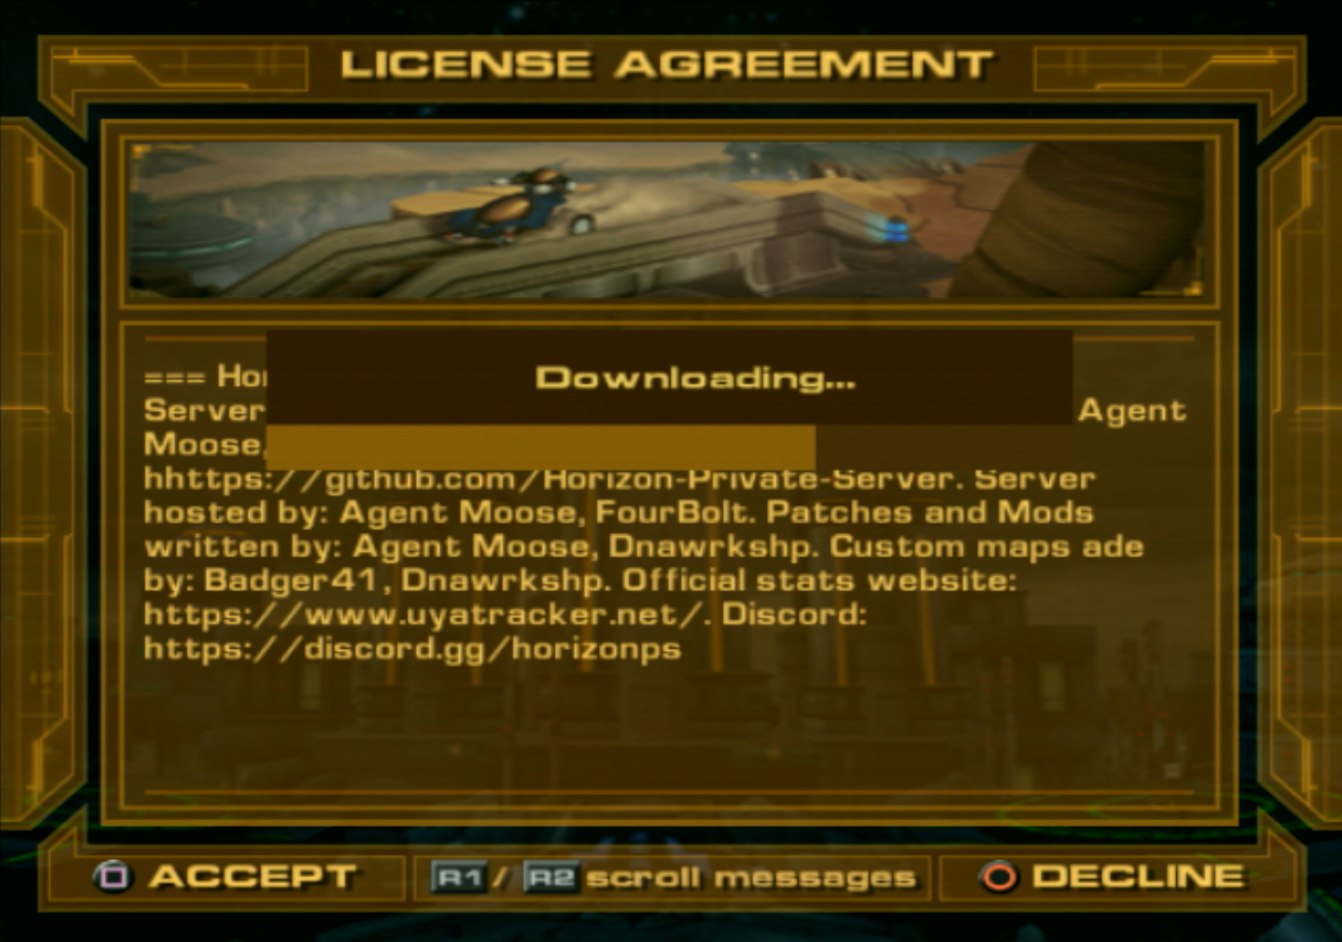 LICENSE AGREEMENT
=== Ho
Downloading...
Server Agent
Moose,
hhttps://github.com/Horizon-Private-Server. Server
hosted by: Agent Moose, FourBolt. Patches and Mods
written by: Agent Moose, Dnawrkshp. Custom maps ade
by: Badger41, Dnawrkshp. Official stats website:
https://www.uyatracker.net/. Discord:
https://discord.gg/horizonps
ACCEPT R1 / R2 scroll messages DECLINE